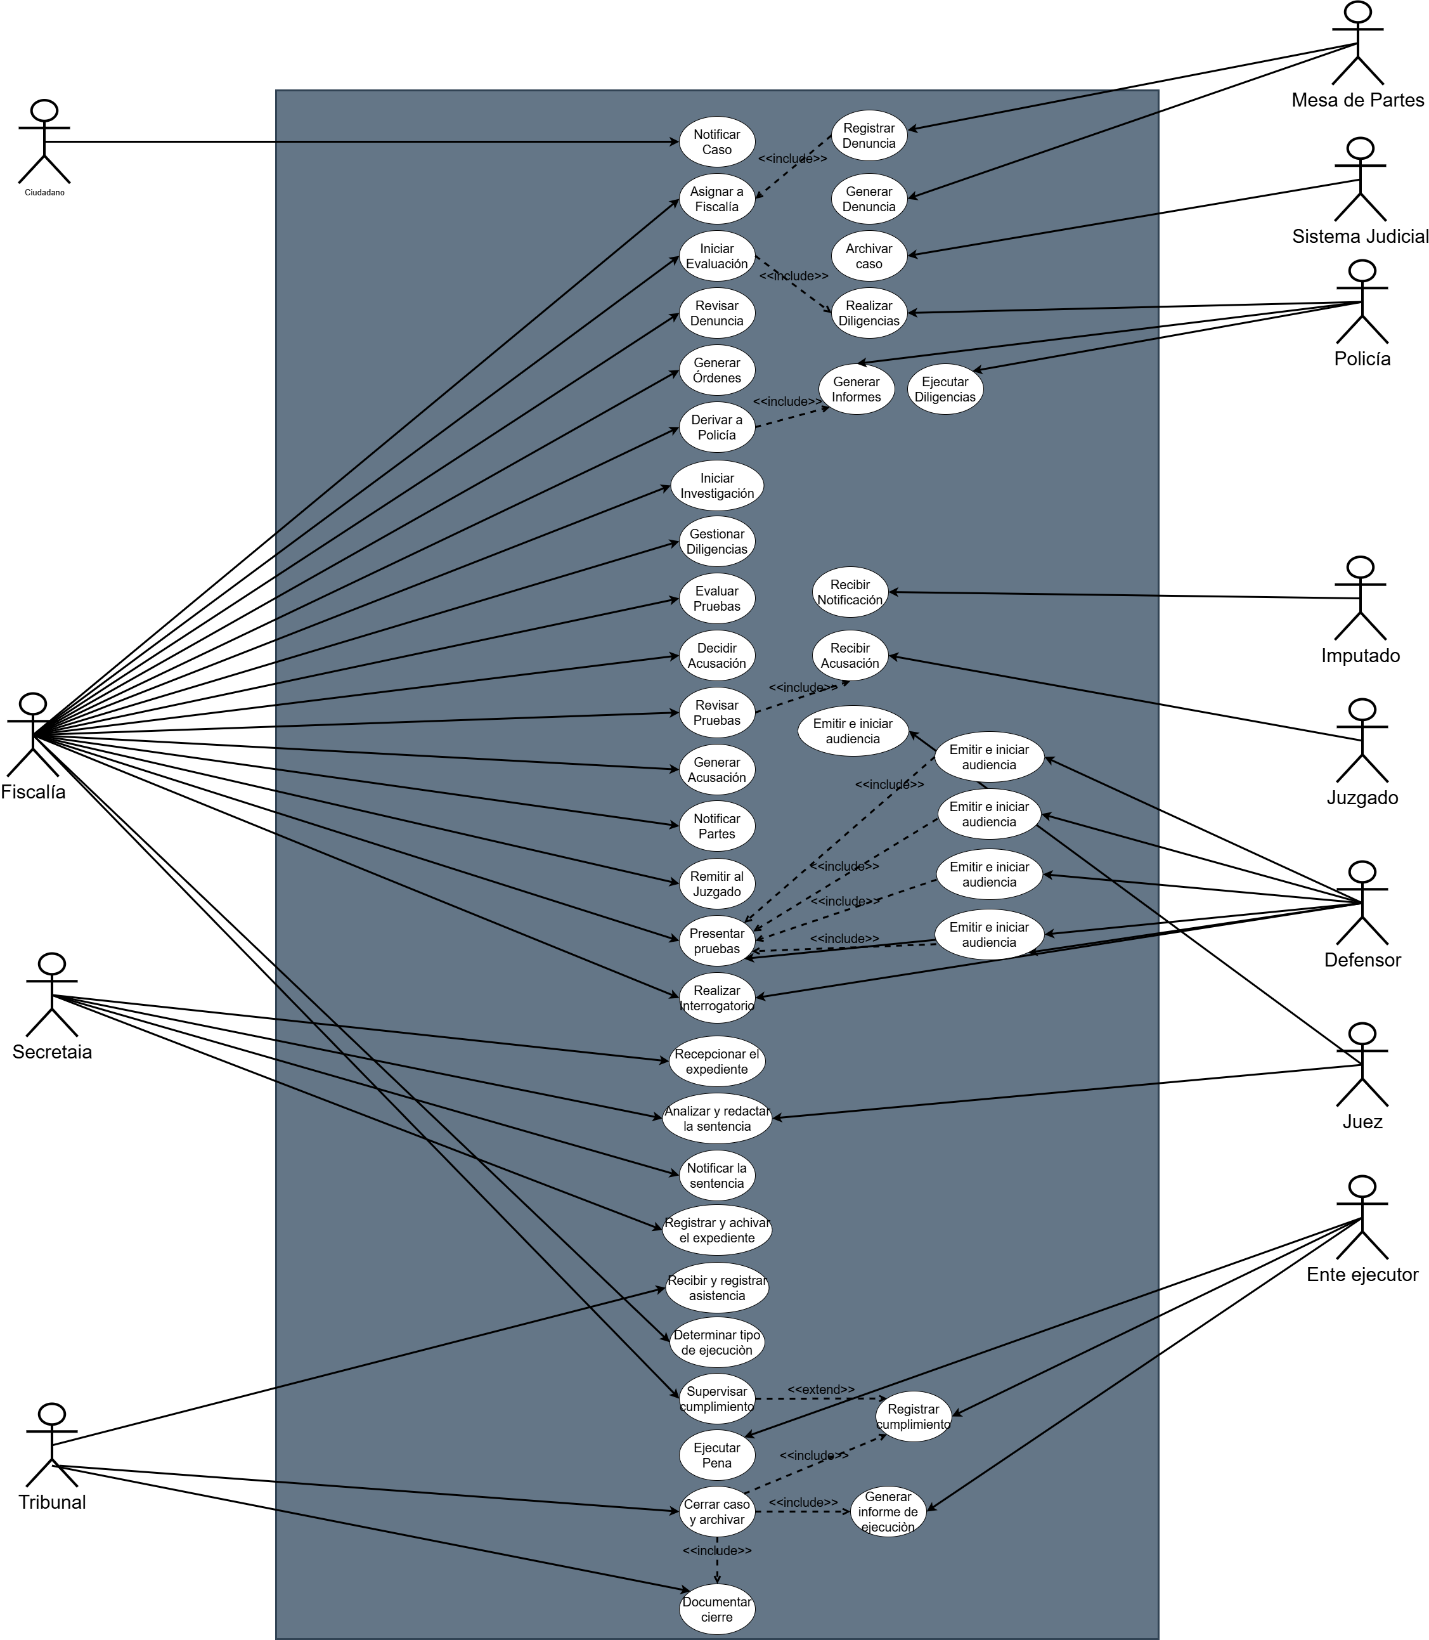 Mesa de Partes
Ciudadano
Notificar
Caso
Registrar
Denuncia
<<include>>
Asignar a
Fiscalía
Generar
Denuncia
Sistema Judicial
Iniciar
Evaluación
Archivar
caso
<<include>>
Revisar
Denuncia
Realizar
Diligencias
Policía
Generar
Órdenes
Generar
Informes
Ejecutar
Diligencias
<<include>>
Derivar a
Policía
Iniciar
Investigación
Gestionar
Diligencias
Evaluar
Pruebas
Recibir
Notificación
Imputado
Decidir
Acusación
Recibir
Acusación
<<include>>
Revisar
Pruebas
Emitir e iniciar
audiencia
Emitir e iniciar
audiencia
Fiscalía
Generar
Acusación
<<include>>
Juzgado
Notificar
Partes
Emitir e iniciar
audiencia
<<include>>
Remitir al
Juzgado
Emitir e iniciar
audiencia
<<include>>
Presentar
pruebas
<<include>>
Emitir e iniciar
audiencia
Defensor
Realizar
Interrogatorio
Secretaia
Recepcionar el
expediente
Analizar y redactar
la sentencia
Juez
Notificar la
sentencia
Registrar y achivar
el expediente
Recibir y registrar
asistencia
Ente ejecutor
Determinar tipo
de ejecuciòn
Supervisar
cumplimiento
<<extend>>
Registrar
cumplimiento
Ejecutar
Pena
<<include>>
Tribunal
Cerrar caso
y archivar
<<include>>
Generar
informe de
ejecuciòn
<<include>>
Documentar
cierre